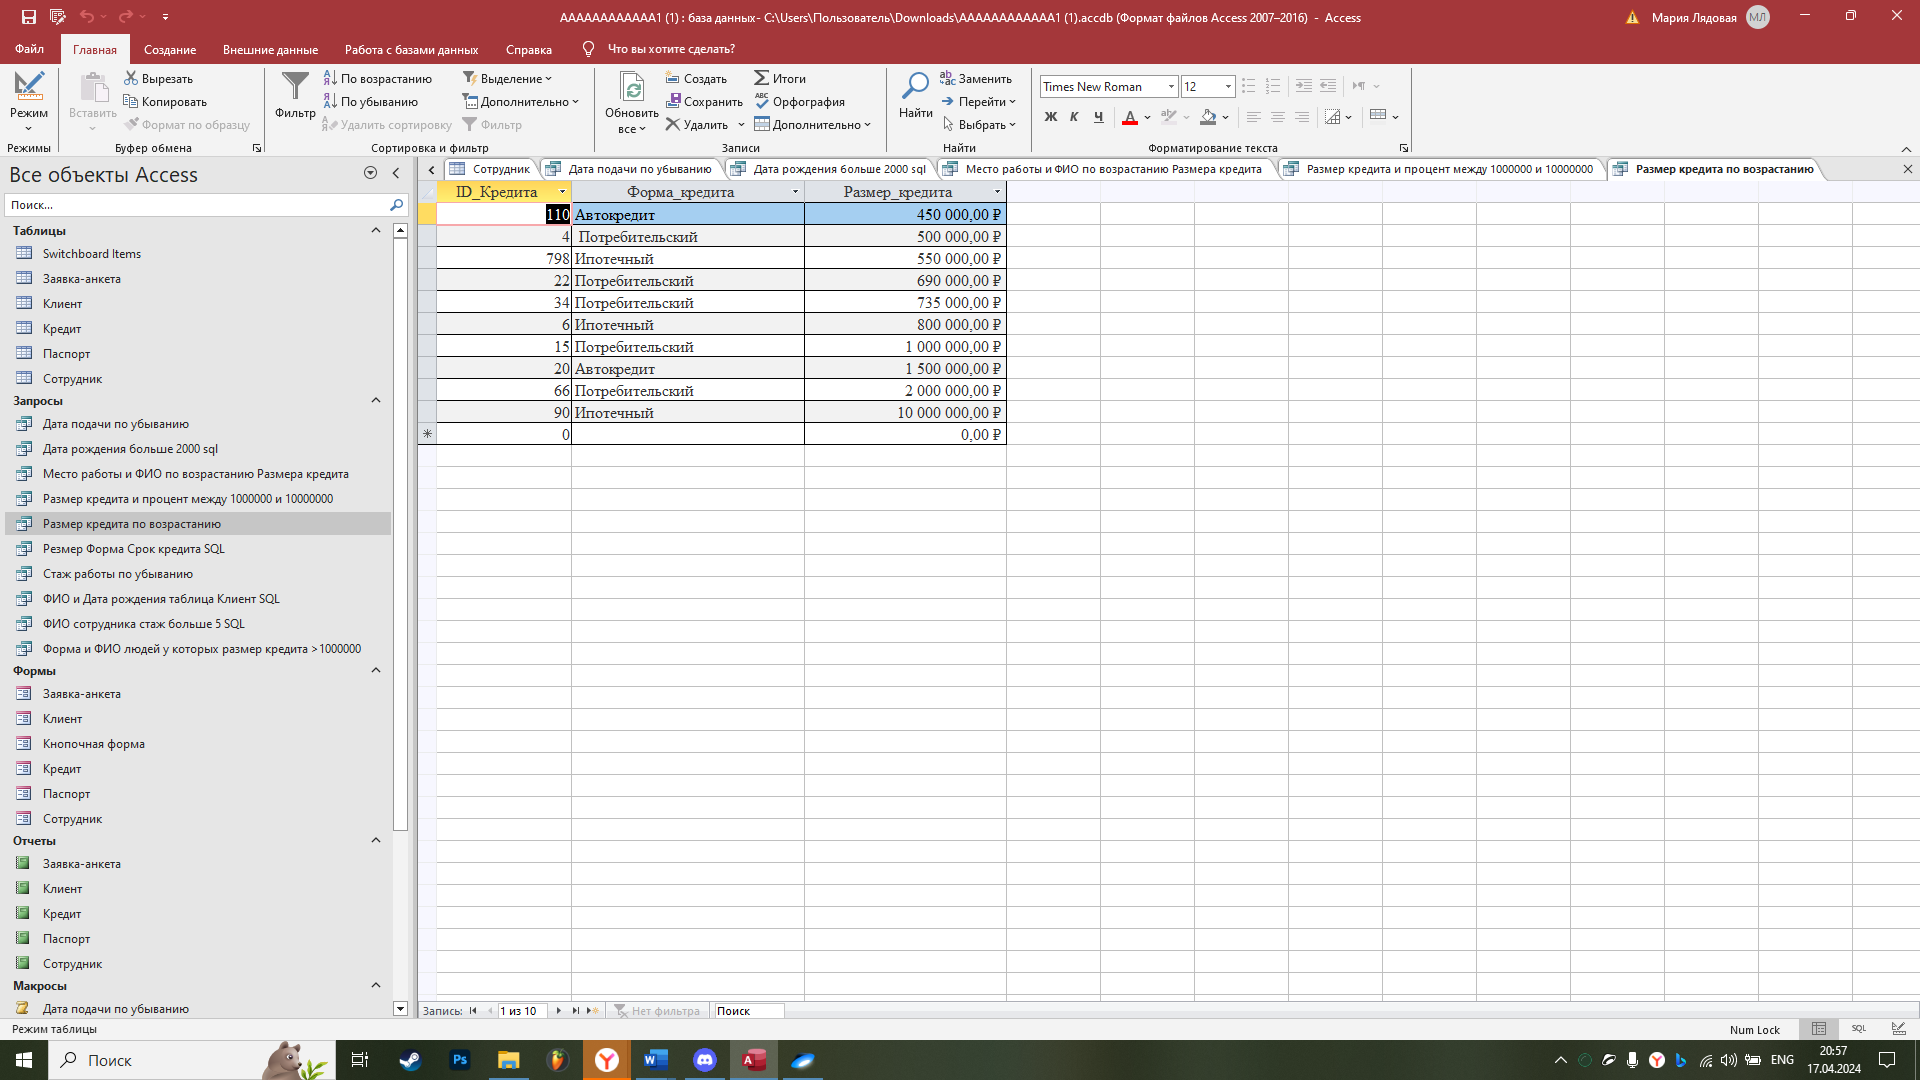 АААААААААААА1 (1) : база данных- C:\Users\Пользователь\Downloads\АААААААААААА1 (1).accdb (Формат файлов Access 2007–2016) - Access
Мария Лядовая
МЛ
Файл
Главная
Создание
Внешние данные
Работа с базами данных
Справка
Что вы хотите сделать?
Режим
Режимы
Вставить
Вырезать
Копировать
Формат по образцу
Буфер обмена
Фильтр
По возрастанию
По убыванию
Удалить сортировку
Выделение
Дополнительно
Фильтр
Сортировка и фильтр
Обновить
все
Создать
Сохранить
Удалить
Итоги
Орфография
Дополнительно
Записи
Найти
Заменить
Перейти
Выбрать
Найти
Times New Roman
12
Ж К Ч
Форматирование текста
Все объекты Access
Поиск...
Таблицы
Switchboard Items
Заявка-анкета
Клиент
Кредит
Паспорт
Сотрудник
Запросы
Дата подачи по убыванию
Дата рождения больше 2000 sql
Место работы и ФИО по возрастанию Размера кредита
Размер кредита и процент между 1000000 и 10000000
Размер кредита по возрастанию
Резмер Форма Срок кредита SQL
Стаж работы по убыванию
ФИО и Дата рождения таблица Клиент SQL
ФИО сотрудника стаж больше 5 SQL
Форма и ФИО людей у которых размер кредита >1000000
Формы
Заявка-анкета
Клиент
Кнопочная форма
Кредит
Паспорт
Сотрудник
Отчеты
Заявка-анкета
Клиент
Кредит
Паспорт
Сотрудник
Макросы
Дата подачи по убыванию
Сотрудник
Дата подачи по убыванию
Дата рождения больше 2000 sql
Место работы и ФИО по возрастанию Размера кредита
Размер кредита и процент между 1000000 и 10000000
Размер кредита по возрастанию
ID_Кредита Форма_кредита Размер_кредита
110 Автокредит 450 000,00 ₽
4 Потребительский 500 000,00 ₽
798 Ипотечный 550 000,00 ₽
22 Потребительский 690 000,00 ₽
34 Потребительский 735 000,00 ₽
6 Ипотечный 800 000,00 ₽
15 Потребительский 1 000 000,00 ₽
20 Автокредит 1 500 000,00 ₽
66 Потребительский 2 000 000,00 ₽
90 Ипотечный 10 000 000,00 ₽
0 0,00 ₽
Запись: 1 из 10 Нет фильтра Поиск
Режим таблицы
Num Lock
SQL
Поиск
ENG
20:57
17.04.2024